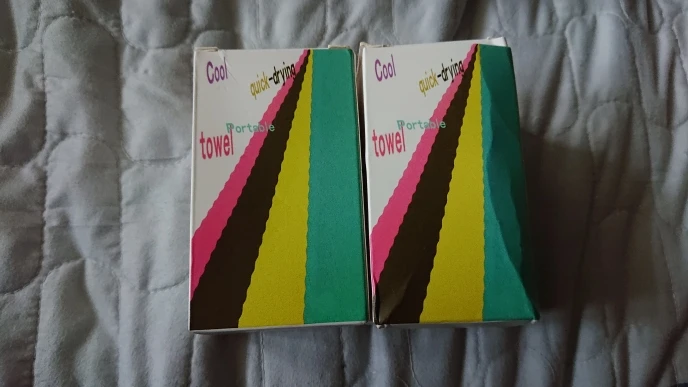 Cool
quick-drying
Portable
towel
Cool
quick-drying
Portable
towel